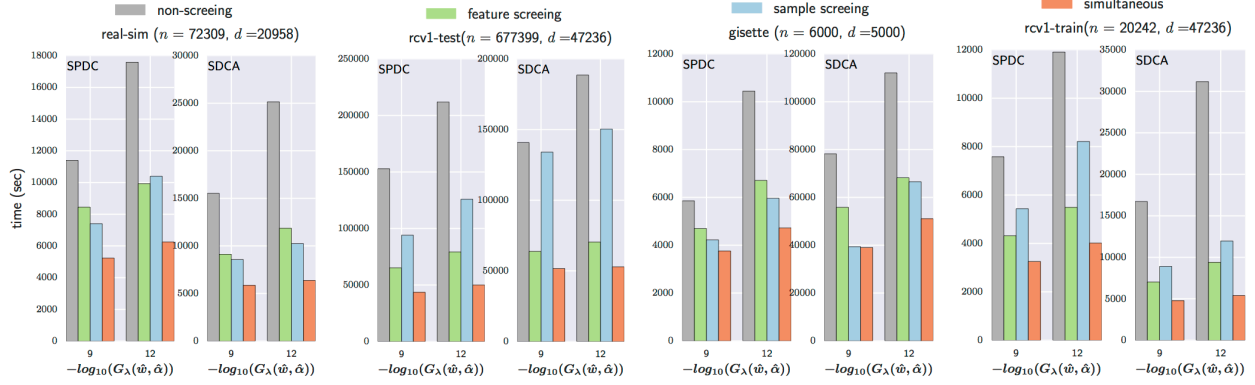 non-screening
feature screeing
sample screeing
simultaneous
real-sim (n = 72309, d =20958)
rcv1-test(n = 677399, d =47236)
gisette (n = 6000, d =5000)
rcv1-train(n = 20242, d =47236)
time (sec)
SPDC
18000
16000
14000
12000
10000
8000
6000
4000
2000
0
9 12
−log10(Gλ(ŵ, α̂))
SDCA
30000
25000
20000
15000
10000
5000
0
9 12
−log10(Gλ(ŵ, α̂))
SPDC
250000
200000
150000
100000
50000
0
9 12
−log10(Gλ(ŵ, α̂))
SDCA
200000
150000
100000
50000
0
9 12
−log10(Gλ(ŵ, α̂))
SPDC
12000
10000
8000
6000
4000
2000
0
9 12
−log10(Gλ(ŵ, α̂))
SDCA
120000
100000
80000
60000
40000
20000
0
9 12
−log10(Gλ(ŵ, α̂))
SPDC
12000
10000
8000
6000
4000
2000
0
9 12
−log10(Gλ(ŵ, α̂))
SDCA
35000
30000
25000
20000
15000
10000
5000
0
9 12
−log10(Gλ(ŵ, α̂))